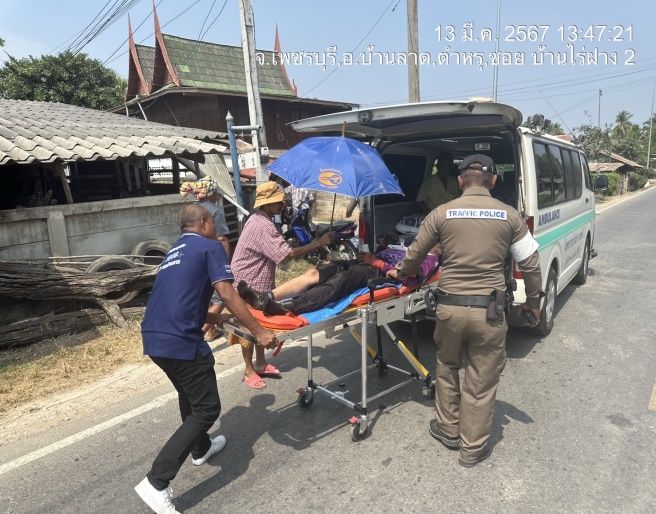 13 มี.ค. 2567 13:47:21
จ.เพชรบุรี,อ.บ้านลาด,ตำหรุ,ซอย บ้านไร่ฝาง 2
TRAFFIC POLICE
AMBULANCE